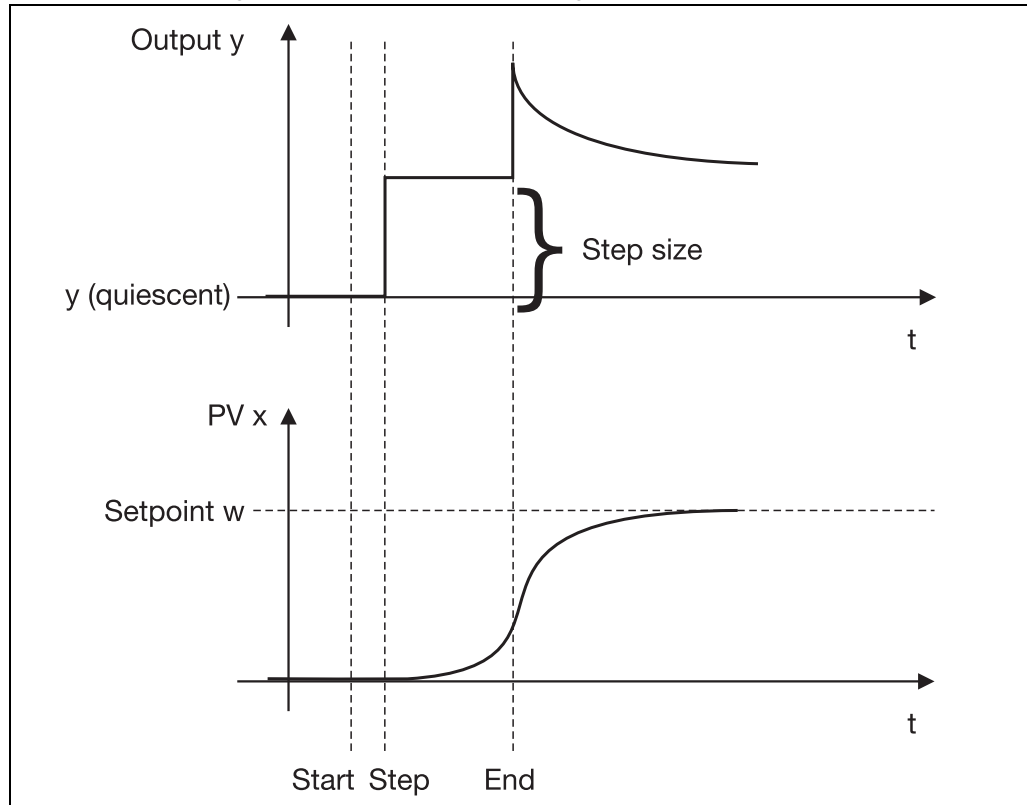 Output y
Step size
y (quiescent)
t
PV x
Setpoint w
t
Start Step End